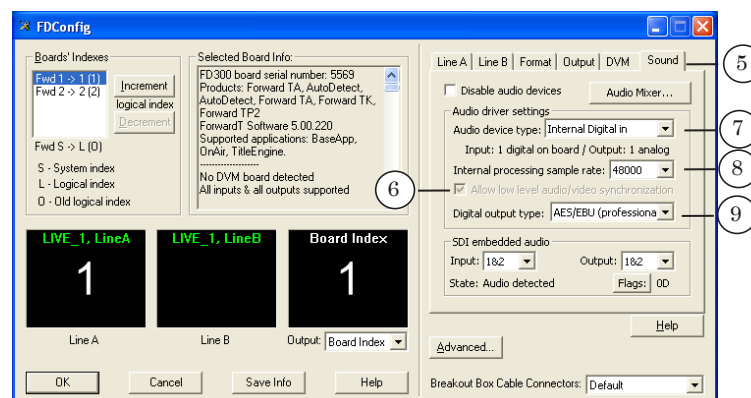 FDConfig
Boards' Indexes
Fwd 1 -> 1 (1)
Fwd 2 -> 2 (2)
Increment
logical index
Decrement
Fwd S -> L (O)
S - System index
L - Logical index
O - Old logical index
Selected Board Info:
FD300 board serial number: 5569
Products: Forward TA, AutoDetect,
AutoDetect, Forward TA, Forward TK,
Forward TP2
ForwardT Software 5.00.220
Supported applications: BaseApp,
OnAir, TitleEngine.
--------------------
No DVM board detected
All inputs & all outputs supported
LIVE_1, LineA
1
Line A
LIVE_1, LineB
Line B
Board Index
1
Output: Board Index
OK
Cancel
Save Info
Help
Line A
Line B
Format
Output
DVM
Sound
5
Disable audio devices
Audio Mixer...
Audio driver settings
Audio device type: Internal Digital in
7
Input: 1 digital on board / Output: 1 analog
Internal processing sample rate: 48000
8
6
Allow low level audio/video synchronization
Digital output type: AES/EBU (professiona
9
SDI embedded audio
Input: 1&2
Output: 1&2
State: Audio detected
Flags: 0D
Help
Advanced...
Breakout Box Cable Connectors: Default